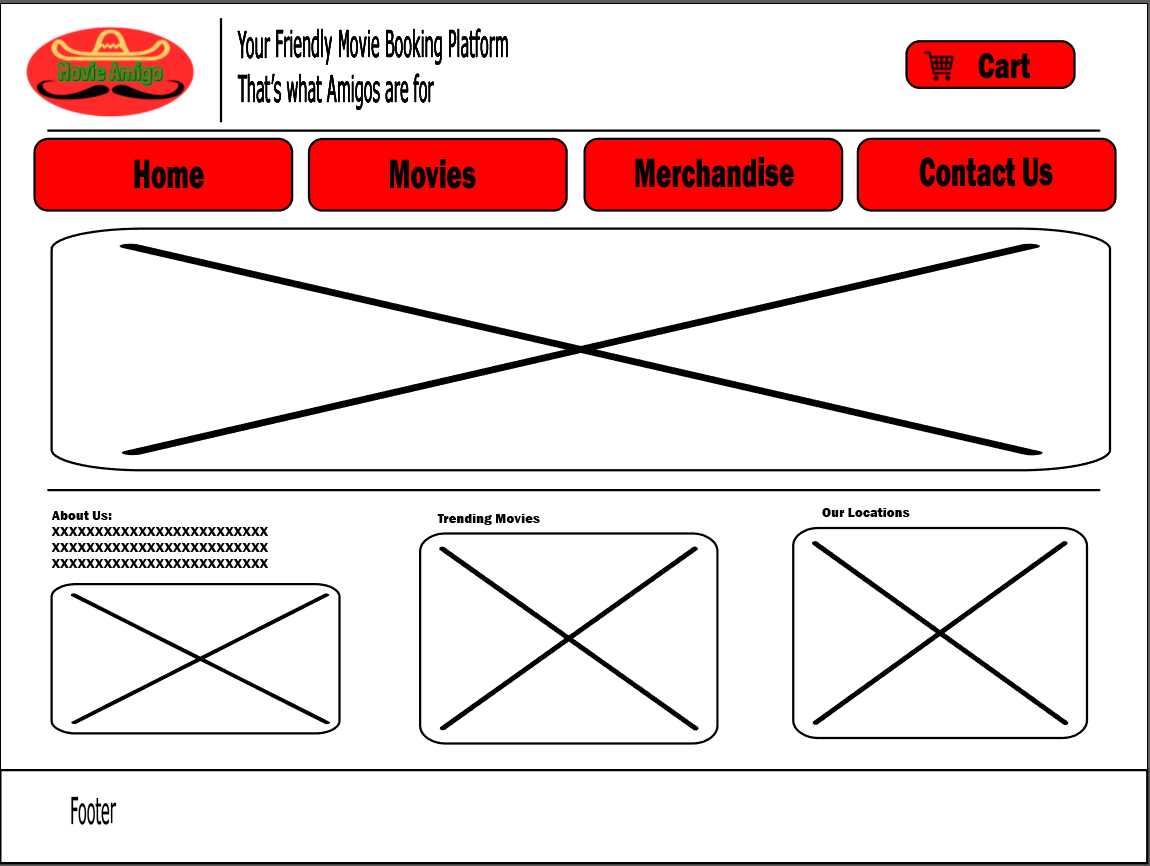 Movie Amigo
Your Friendly Movie Booking Platform
That's what Amigos are for
Cart
Home
Movies
Merchandise
Contact Us
About Us:
XXXXXXXXXXXXXXXXXXXXXXXXX
XXXXXXXXXXXXXXXXXXXXXXXXX
XXXXXXXXXXXXXXXXXXXXXXXXX
Trending Movies
Our Locations
Footer